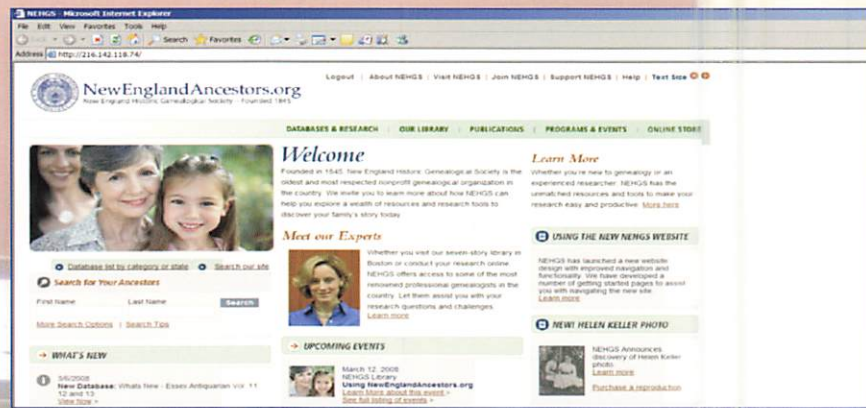 NEHGS - Microsoft Internet Explorer
File Edit View Favorites Tools Help
Search Favorites
Address http://216.142.118.74/
Logout | About NEHGS | Visit NEHGS | Join NEHGS | Support NEHGS | Help | Text Size
NewEnglandAncestors.org
New England Historic Genealogical Society - Founded 1845
DATABASES & RESEARCH | OUR LIBRARY | PUBLICATIONS | PROGRAMS & EVENTS | ONLINE STORE
Welcome
Founded in 1845, New England Historic Genealogical Society is the
oldest and most respected nonprofit genealogical organization in
the country. We invite you to learn more about how NEHGS can
help you explore a wealth of resources and research tools to
discover your family's story today.
Meet our Experts
Whether you visit our seven-story library in
Boston or conduct your research online
NEHGS offers access to some of the most
renowned professional genealogists in the
country. Let them assist you with your
research questions and challenges.
Learn more
Learn More
Whether you're new to genealogy or an
experienced researcher, NEHGS has the
unmatched resources and tools to make your
research easy and productive. More here
Database list by category or state Search our site
Search for Your Ancestors
First Name Last Name Search
More Search Options | Search Tips
USING THE NEW NEHGS WEBSITE
NEHGS has launched a new website
design with improved navigation and
functionality. We have developed a
number of getting started pages to assist
you with navigating the new site.
Learn more
NEW! HELEN KELLER PHOTO
NEHGS Announces
discovery of Helen Keller
photo.
Learn more
Purchase a reproduction
WHAT'S NEW
3/6/2008
New Database: Whats New - Essex Antiquarian Vol. 11
12 and 13
View Now >
UPCOMING EVENTS
March 12, 2008
NEHGS Library
Using NewEnglandAncestors.org
Learn More about this event >
See full listing of events >